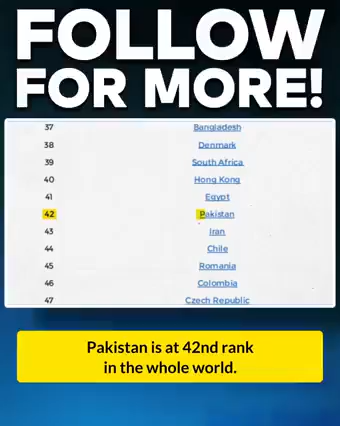 FOLLOW
FOR MORE!
37 Bangladesh
38 Denmark
39 South Africa
40 Hong Kong
41 Egypt
42 Pakistan
43 Iran
44 Chile
45 Romania
46 Colombia
47 Czech Republic
Pakistan is at 42nd rank
in the whole world.